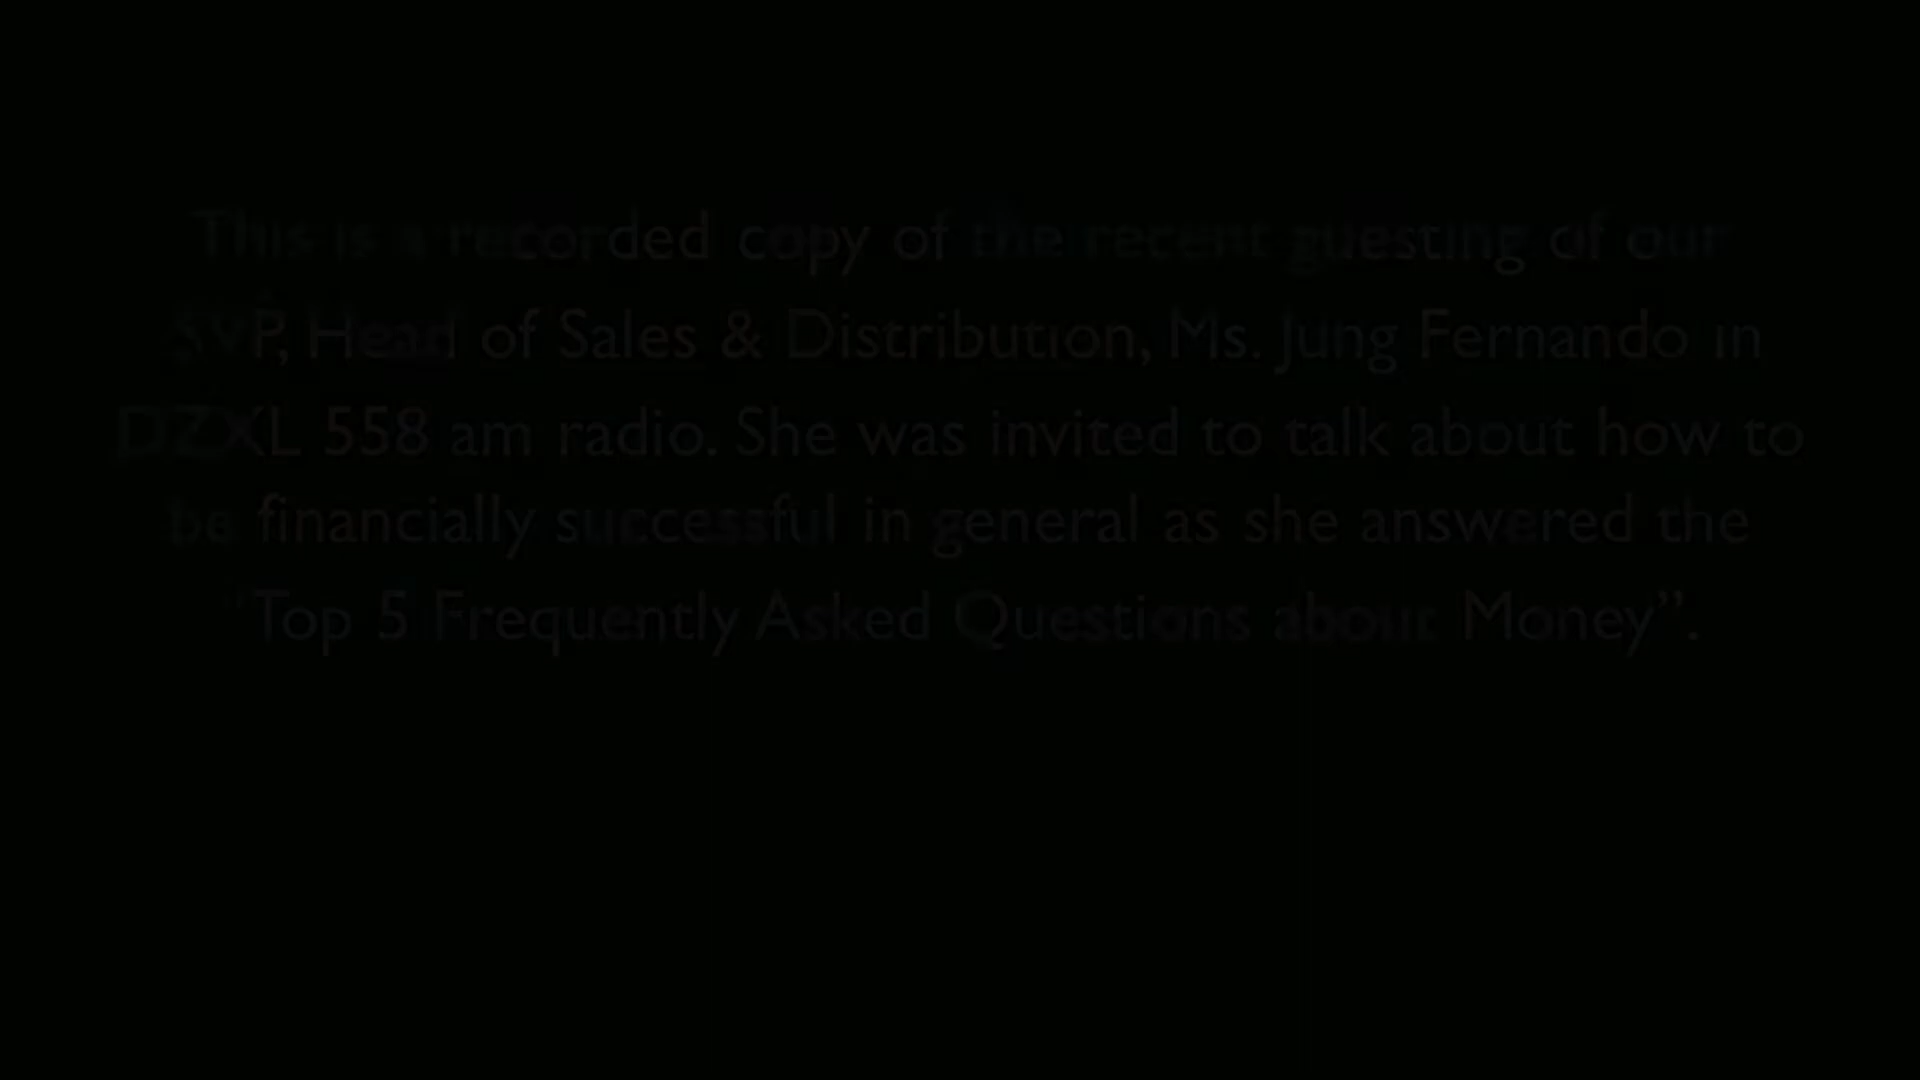 This is a recorded copy of the recent guesting of our
SVP, Head of Sales & Distribution, Ms. Jung Fernando in
DZXL 558 am radio. She was invited to talk about how to
be financially successful in general as she answered the
"Top 5 Frequently Asked Questions about Money”.